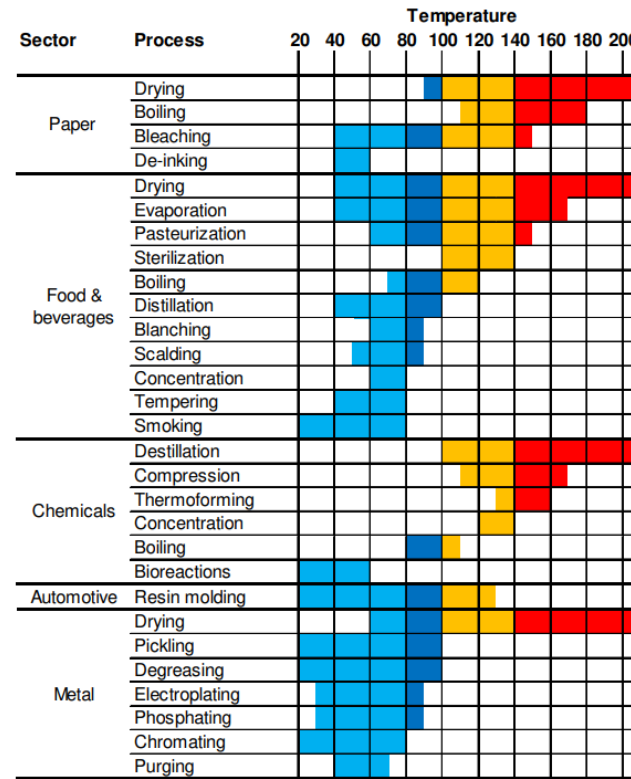 Temperature
Sector Process 20 40 60 80 100 120 140 160 180 200
Paper
Drying
Boiling
Bleaching
De-inking
Food &
beverages
Drying
Evaporation
Pasteurization
Sterilization
Boiling
Distillation
Blanching
Scalding
Concentration
Tempering
Smoking
Chemicals
Destillation
Compression
Thermoforming
Concentration
Boiling
Bioreactions
Automotive Resin molding
Metal
Drying
Pickling
Degreasing
Electroplating
Phosphating
Chromating
Purging